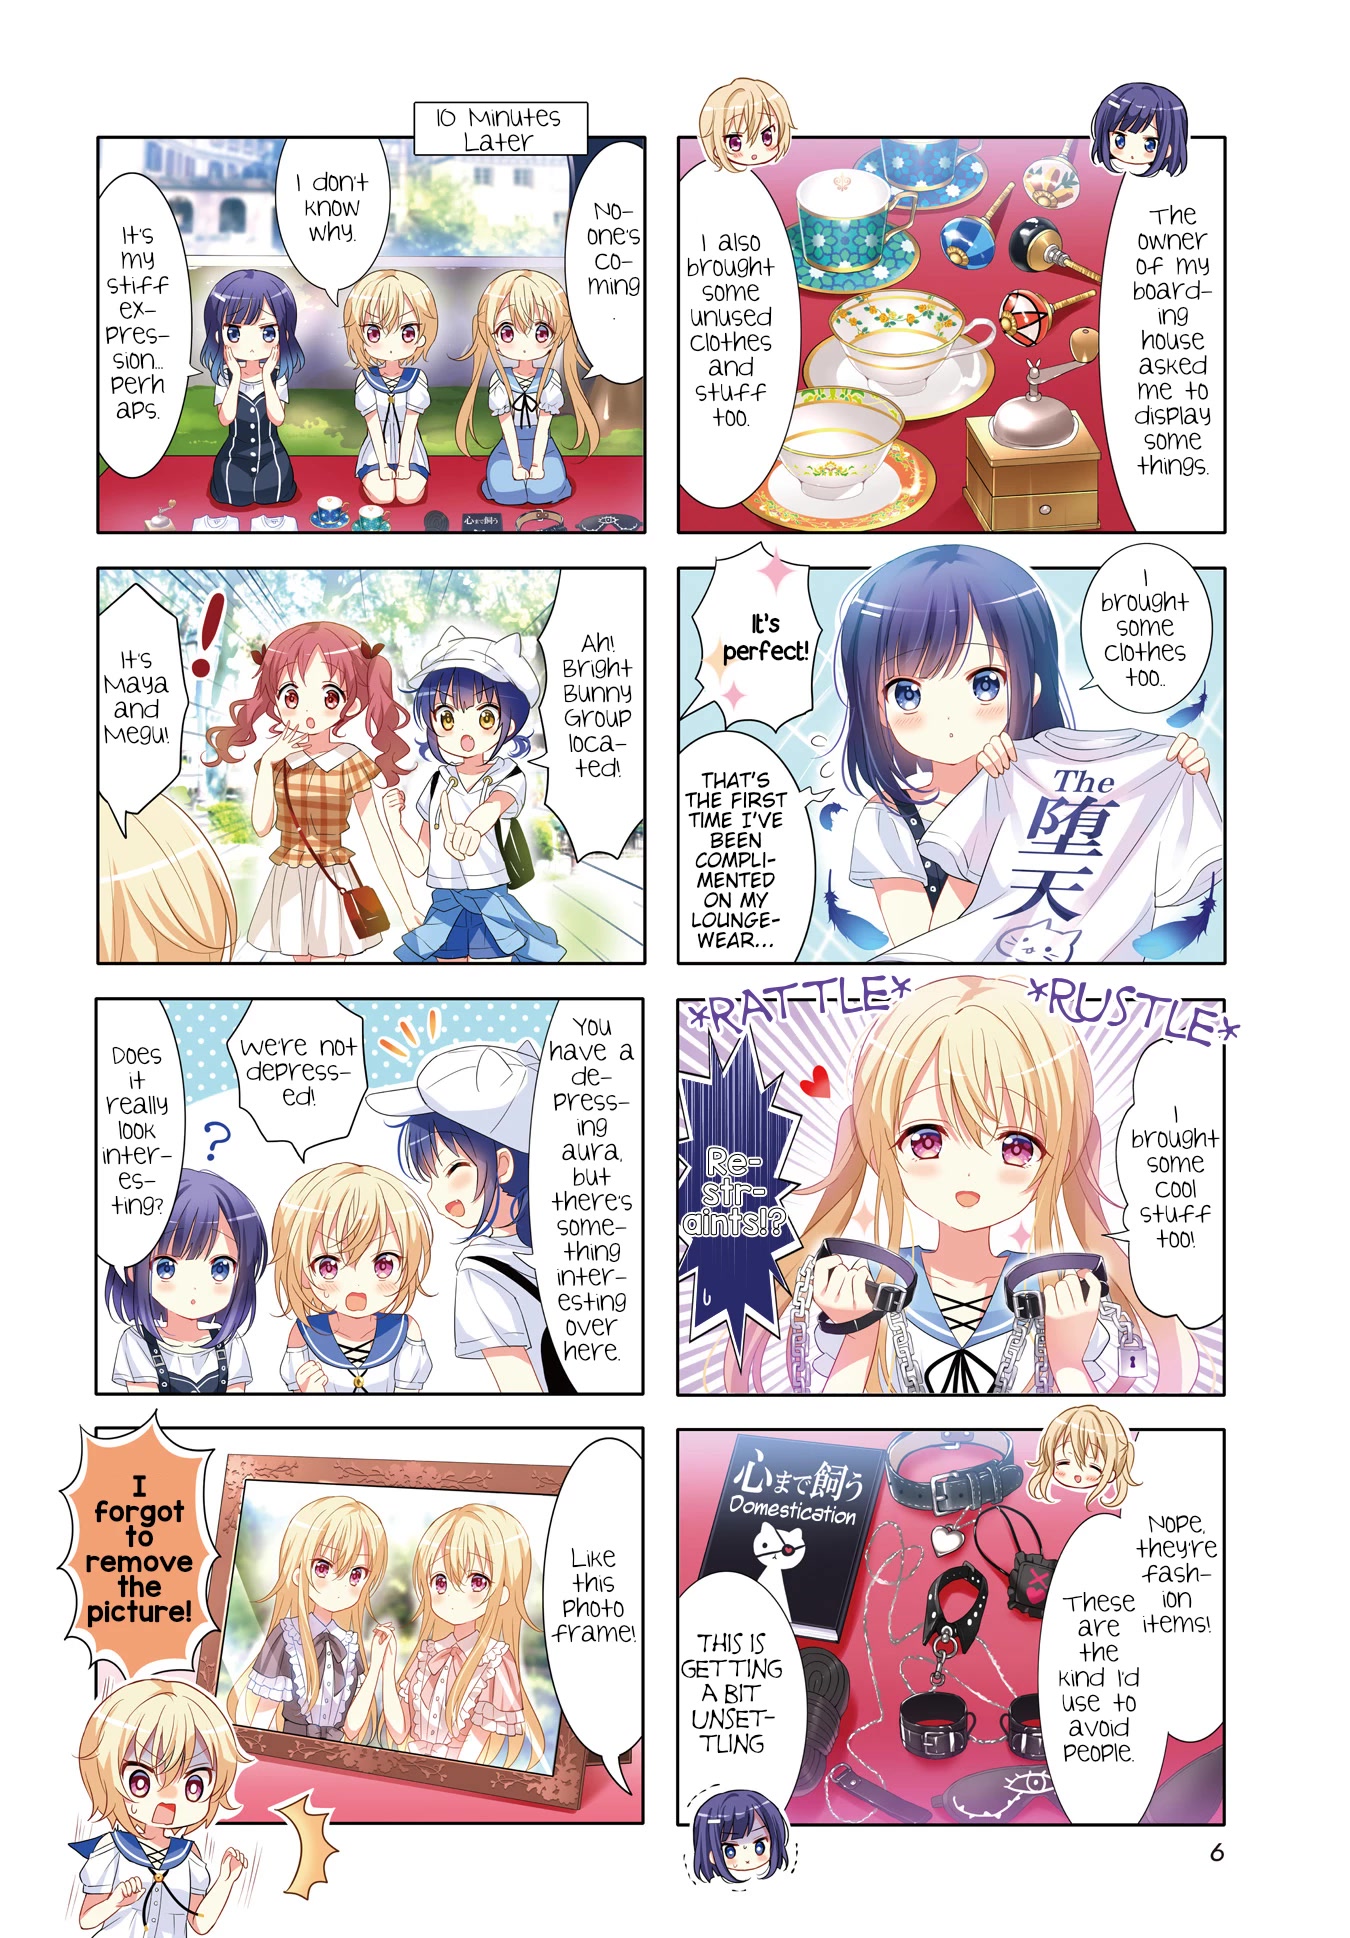 The
owner
of my
board-
ing
house
asked
me to
display
some
things.
I also
brought
some
unused
clothes
and
stuff
too.
I
brought
some
clothes
too..
The
堕天
It's
perfect!
THAT'S
THE FIRST
TIME I'VE
BEEN
COMPLI-
MENTED
ON MY
LOUNGE-
WEAR...
*RATTLE*
*RUSTLE*
I
brought
some
cool
stuff
too!
Re-
str-
aints!?
Nope,
they're
fash-
ion
items!
These
are
the
kind I'd
use to
avoid
people.
心まで飼う
Domestication
THIS IS
GETTING
A BIT
UNSET-
TLING
10 Minutes
Later
No-
one's
co-
ming
.
I don't
know
why.
It's
my
stiff
ex-
pres-
sion...
perh
aps.
心まで飼う
Ah!
Bright
Bunny
Group
loca-
ted!
!
It's
Maya
and
Megu!
You
have a
de-
press-
ing
aura,
but
there's
some-
thing
inter-
esting
over
here.
we're not
depress-
ed!
?
Does
it
really
look
inter-
es-
ting?
Like
this
photo
frame!
I
forgot
to
remove
the
picture!
6